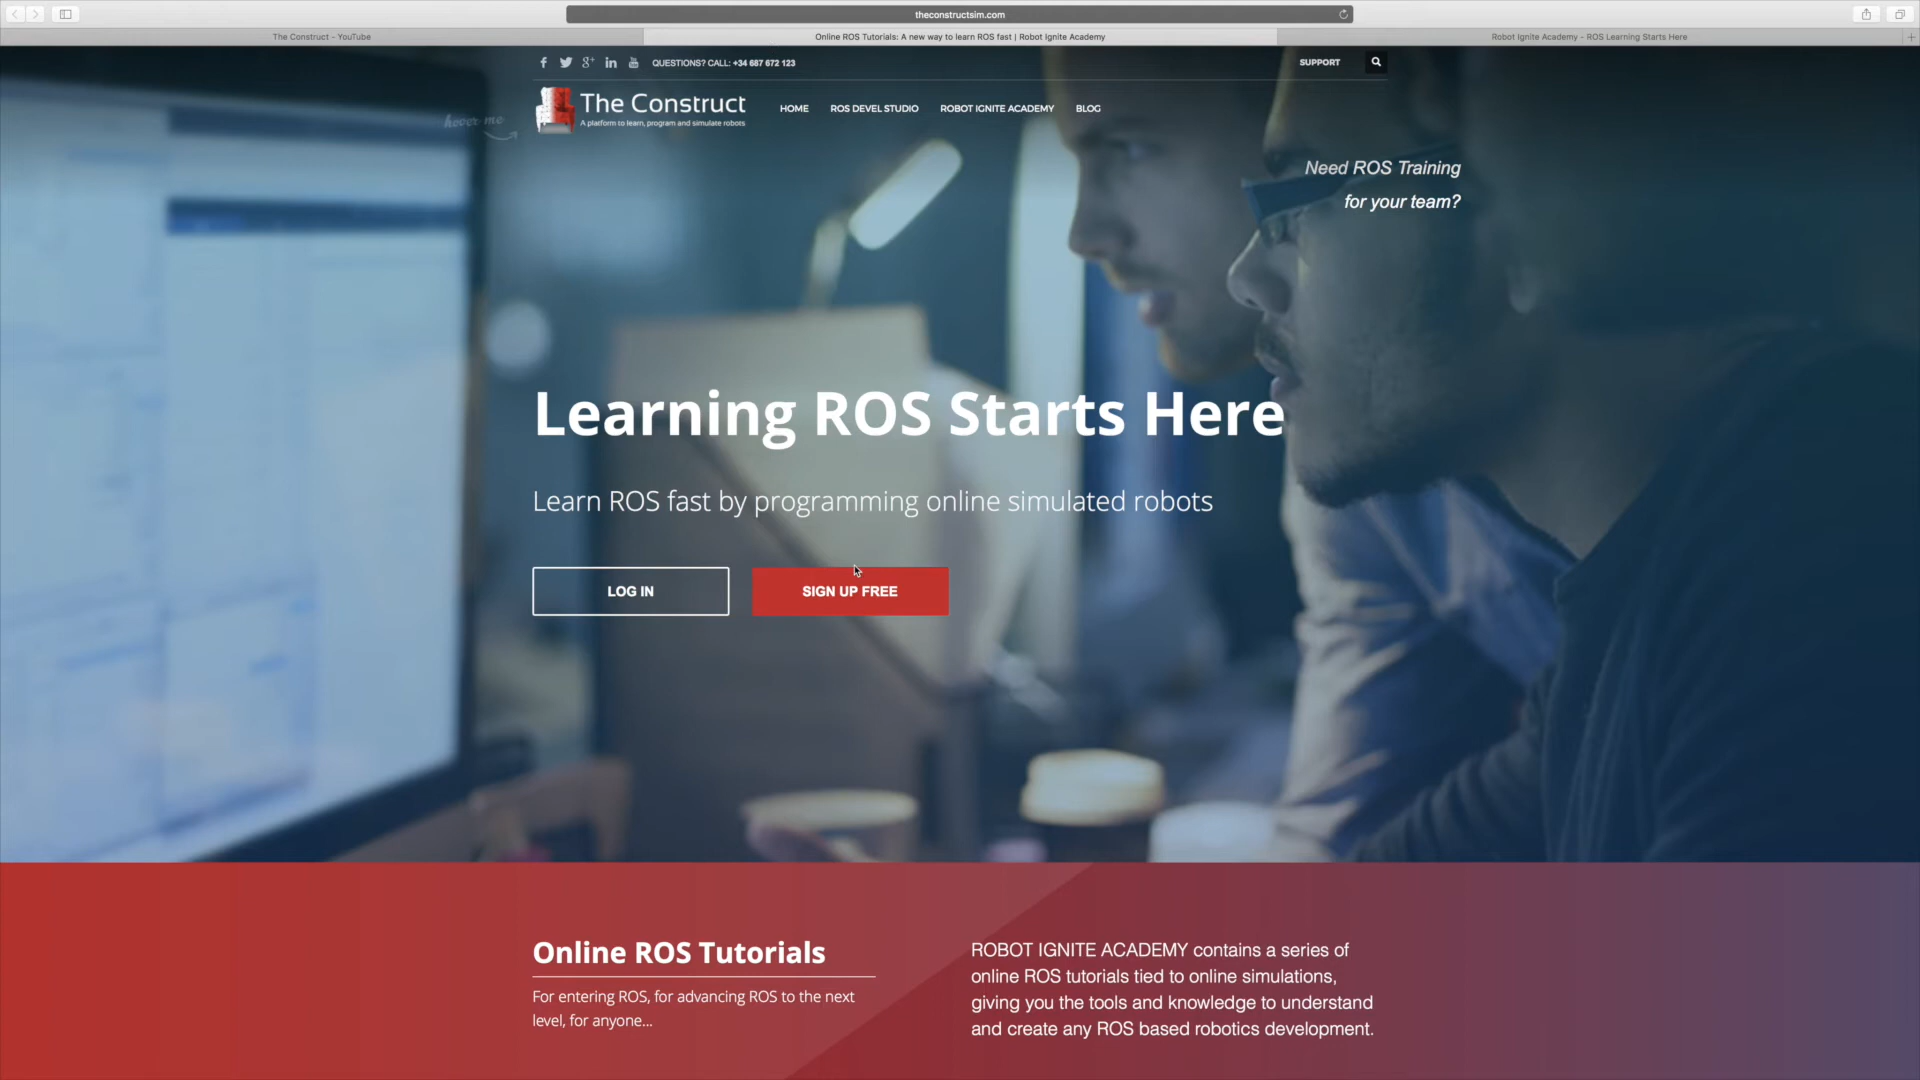 theconstructsim.com
The Construct - YouTube
Online ROS Tutorials: A new way to learn ROS fast | Robot Ignite Academy
Robot Ignite Academy - ROS Learning Starts Here
QUESTIONS? CALL: +34 687 672 123
SUPPORT
hover me
The Construct
A platform to learn, program and simulate robots
HOME
ROS DEVEL STUDIO
ROBOT IGNITE ACADEMY
BLOG
Need ROS Training
for your team?
Learning ROS Starts Here
Learn ROS fast by programming online simulated robots
LOG IN
SIGN UP FREE
Online ROS Tutorials
For entering ROS, for advancing ROS to the next
level, for anyone...
ROBOT IGNITE ACADEMY contains a series of
online ROS tutorials tied to online simulations,
giving you the tools and knowledge to understand
and create any ROS based robotics development.